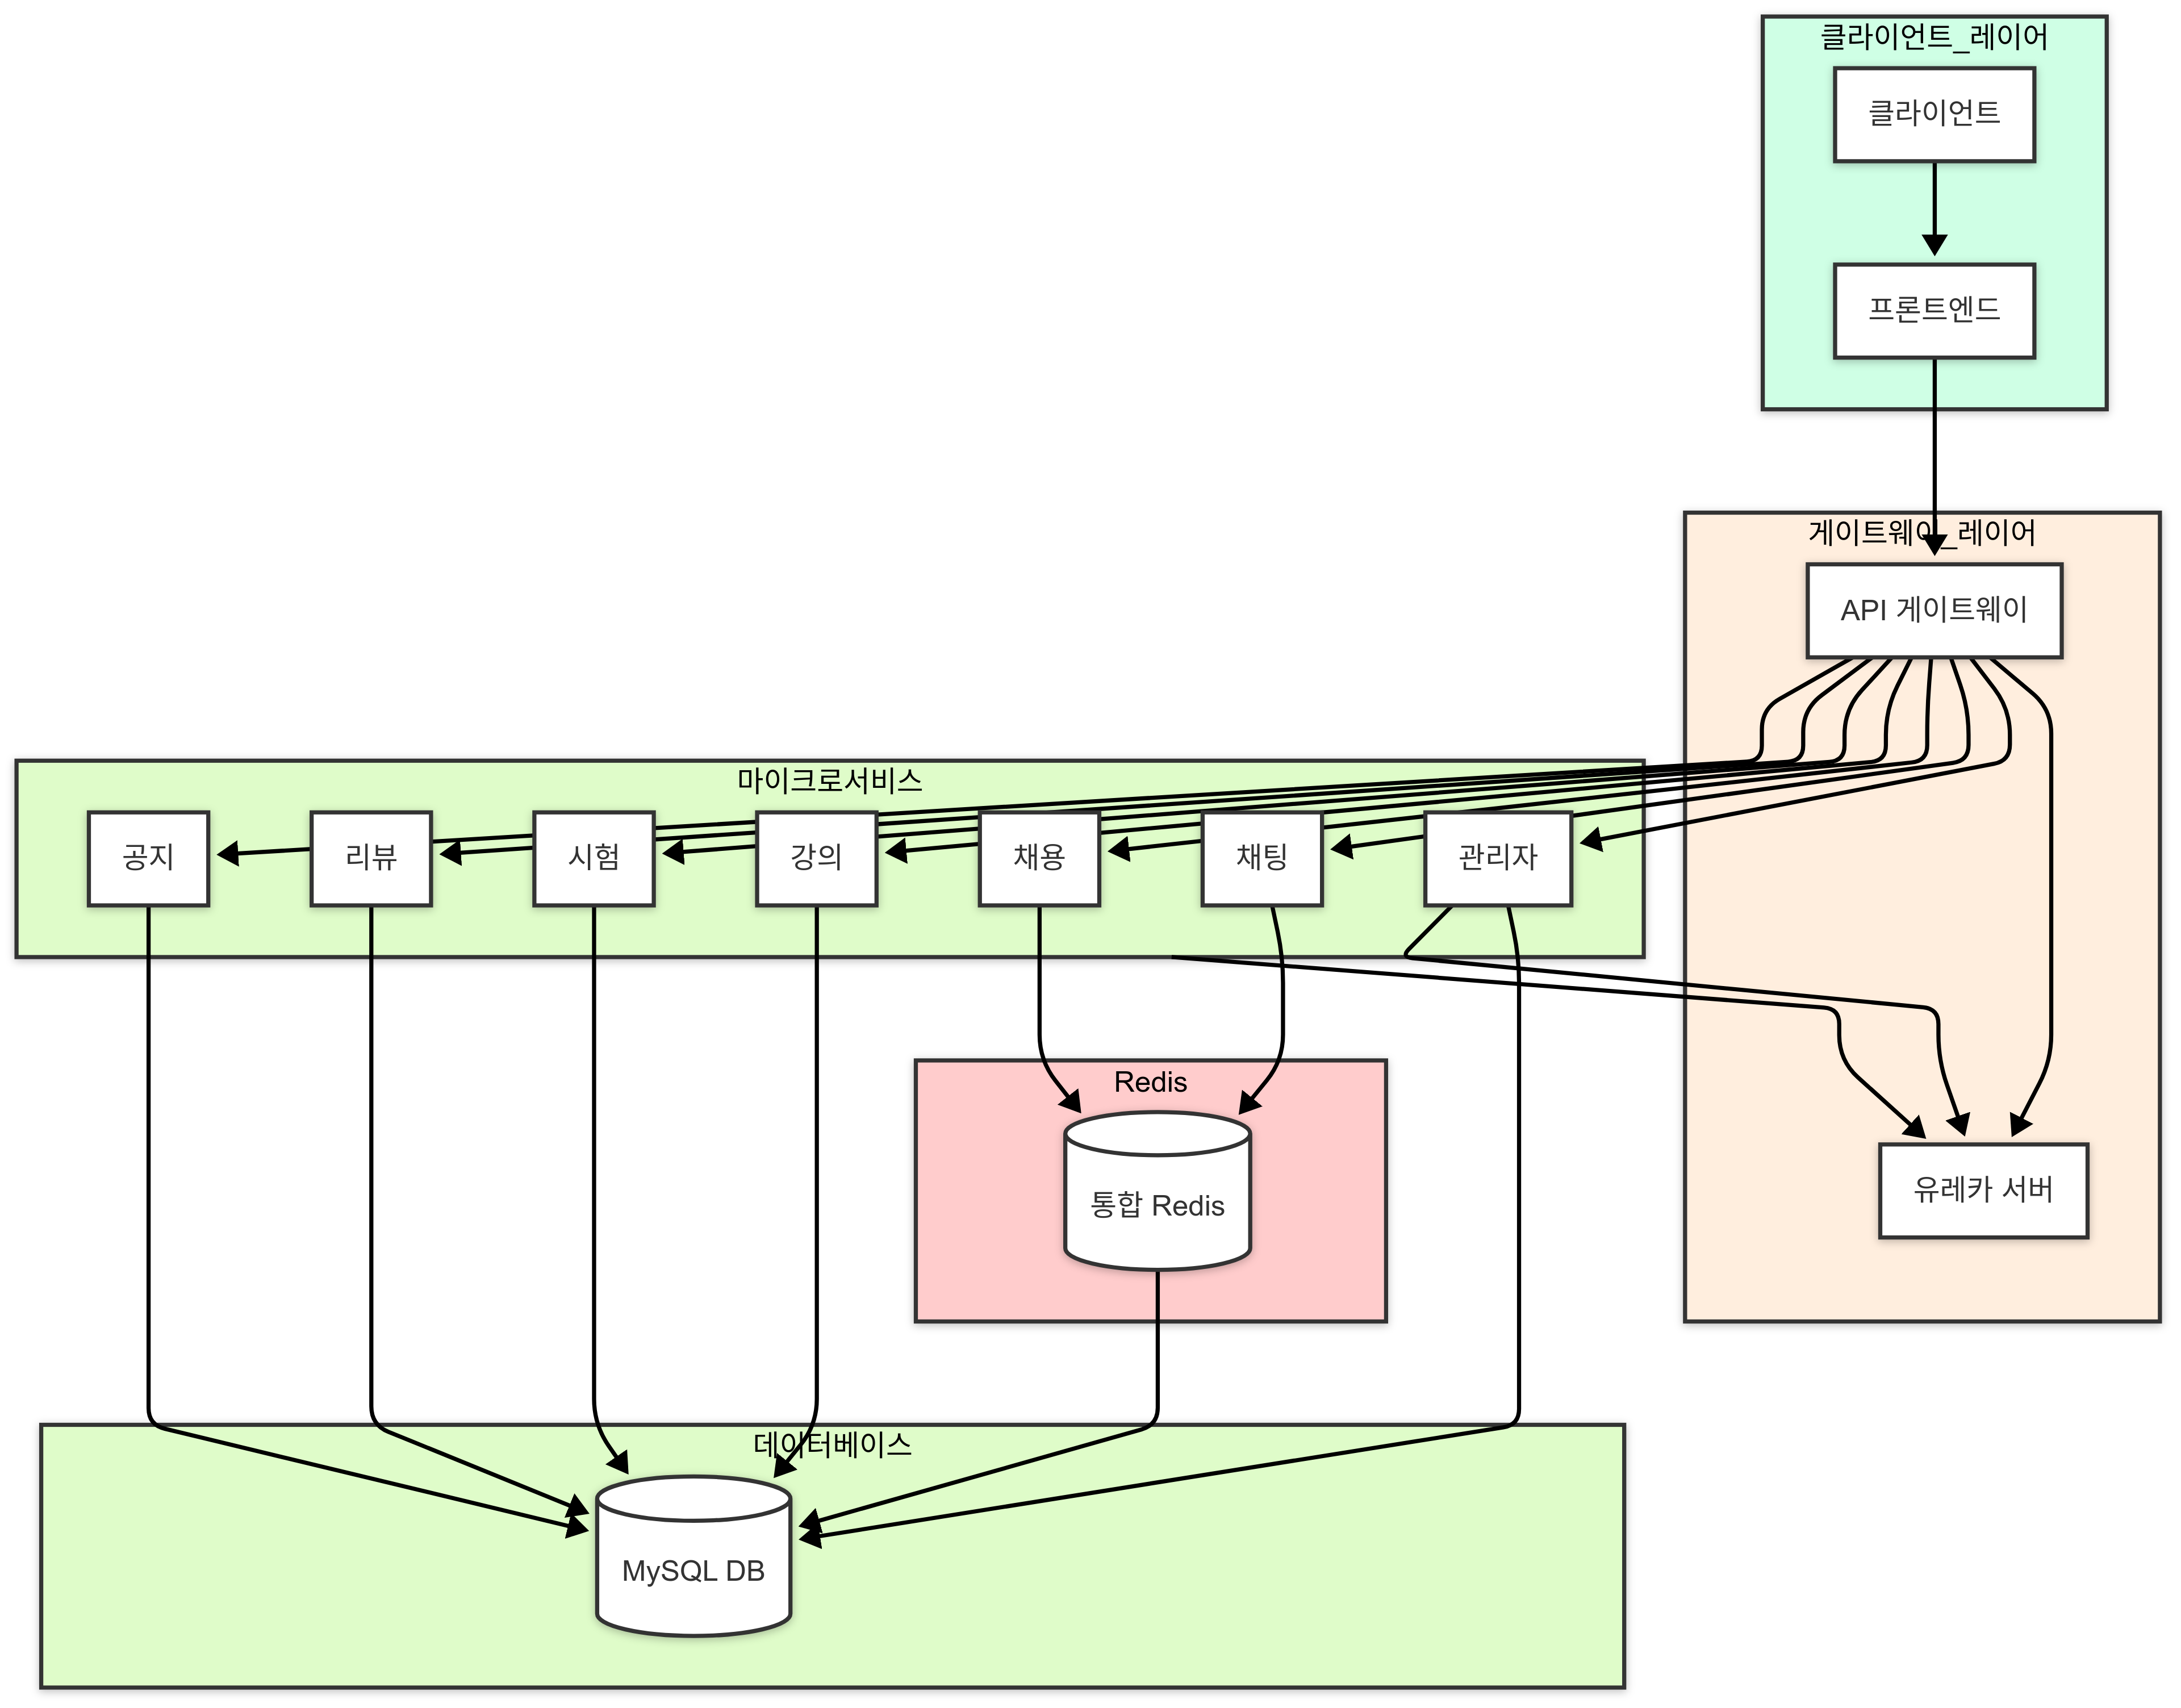 클라이언트_레이어
클라이언트
프론트엔드
게이트웨이_레이어
API 게이트웨이
마이크로서비스
공지
리뷰
시험
강의
채용
채팅
관리자
Redis
통합 Redis
유레카 서버
데이터베이스
MySQL DB